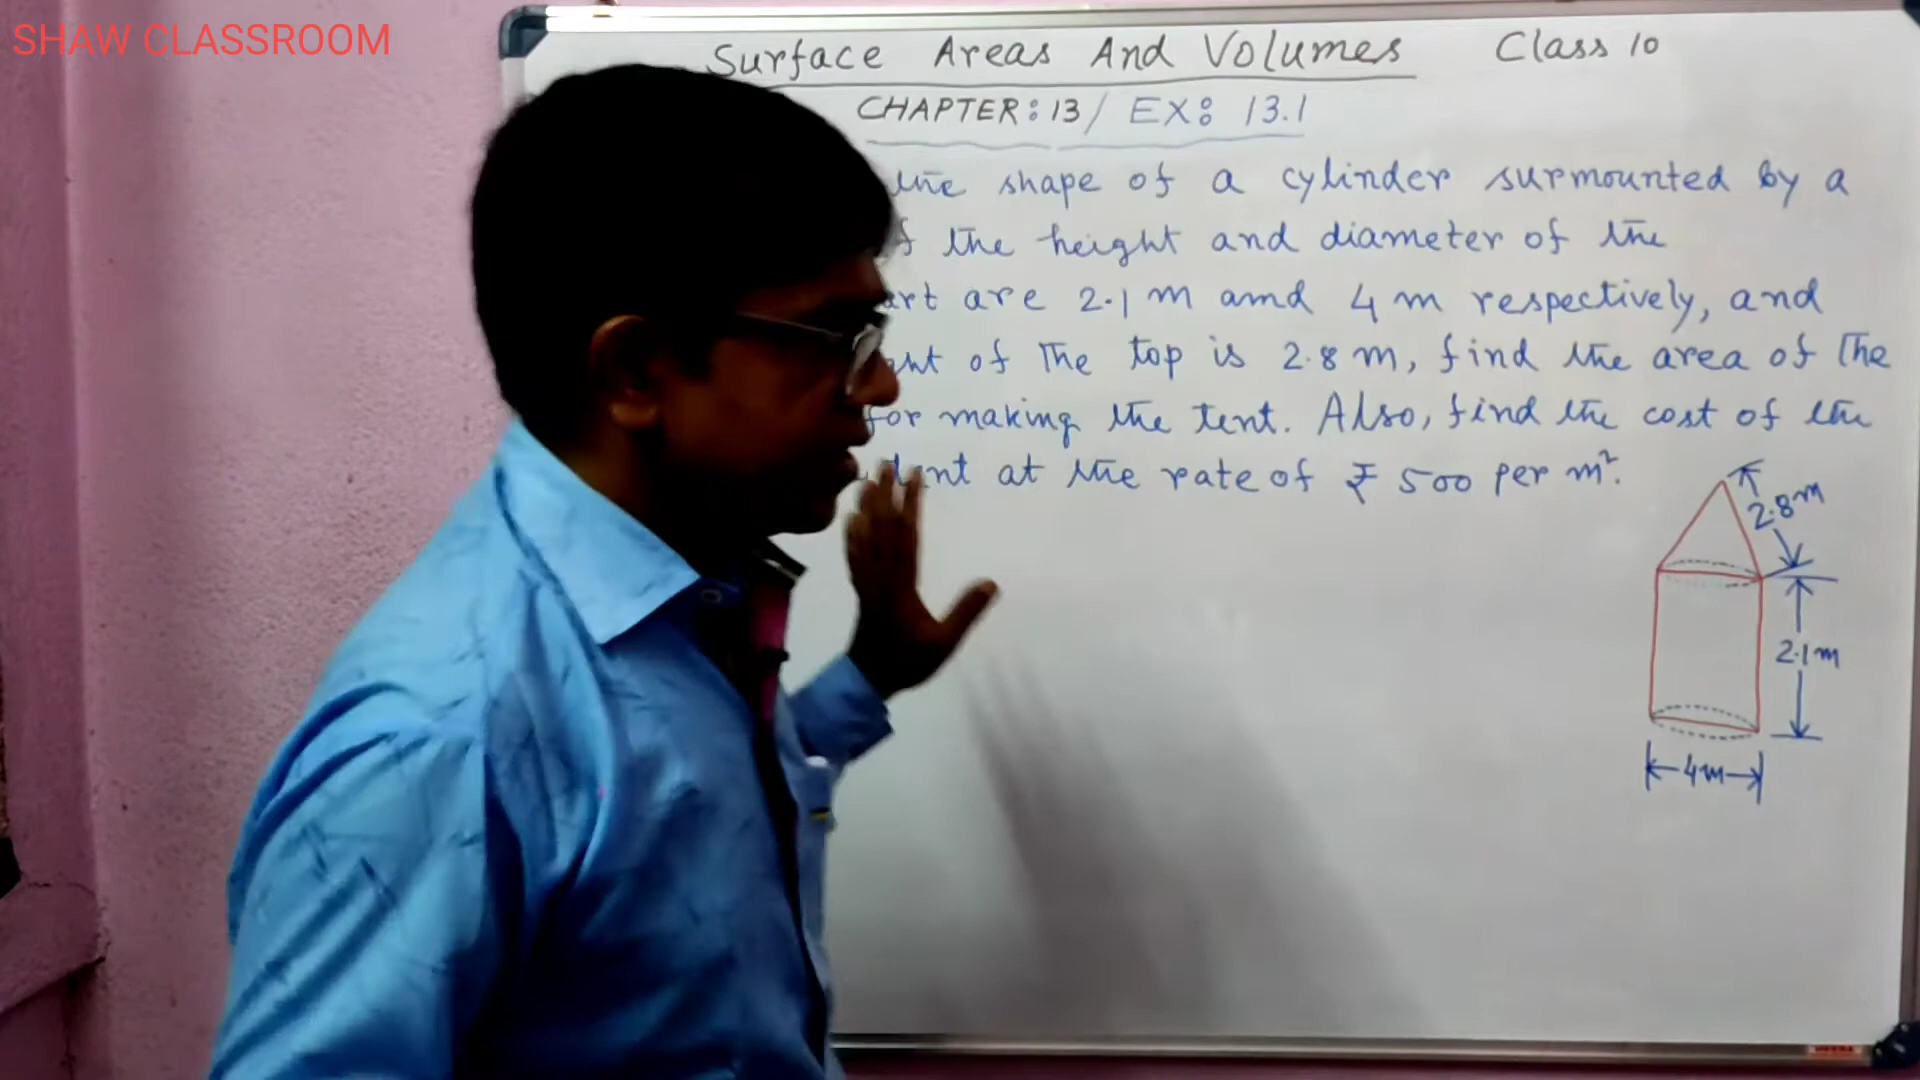 SHAW CLASSROOM
Surface Areas And Volumes Class 10
CHAPTER: 13 / EX: 13.1
the shape of a cylinder surmounted by a
the height and diameter of the
are 2.1 m amd 4 m respectively, and
of the top is 2.8 m, find the area of the
for making the tent. Also, find the cost of the
at the rate of ₹ 500 per m².
2.8m
2.1m
4m